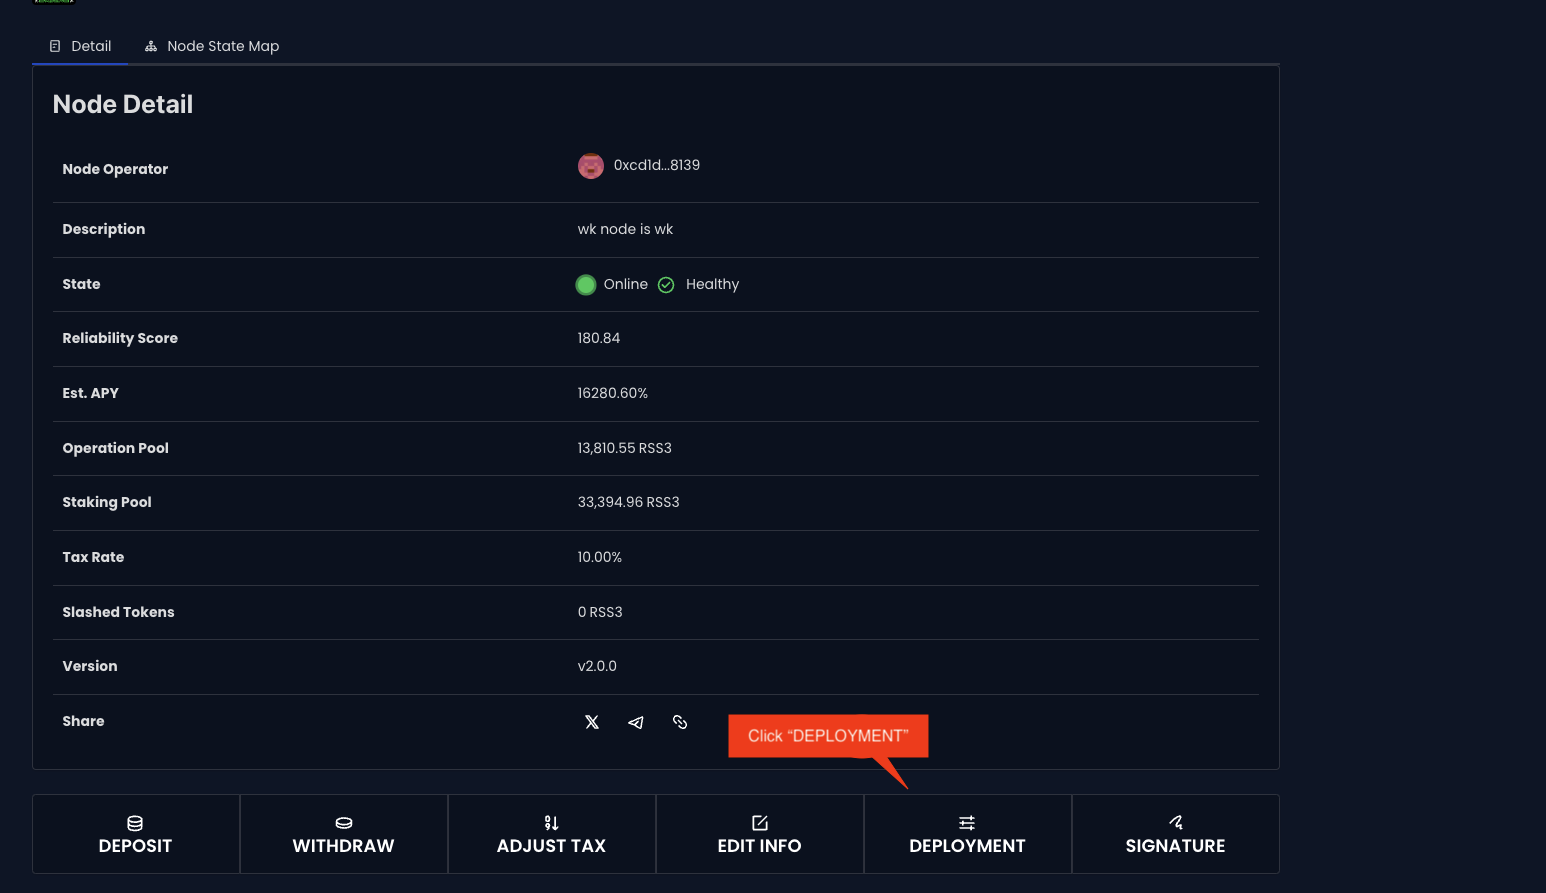 Detail
Node State Map
Node Detail
Node Operator
0xcd1d...8139
Description
wk node is wk
State
Online
Healthy
Reliability Score
180.84
Est. APY
16280.60%
Operation Pool
13,810.55 RSS3
Staking Pool
33,394.96 RSS3
Tax Rate
10.00%
Slashed Tokens
0 RSS3
Version
v2.0.0
Share
Click “DEPLOYMENT”
DEPOSIT
WITHDRAW
ADJUST TAX
EDIT INFO
DEPLOYMENT
SIGNATURE